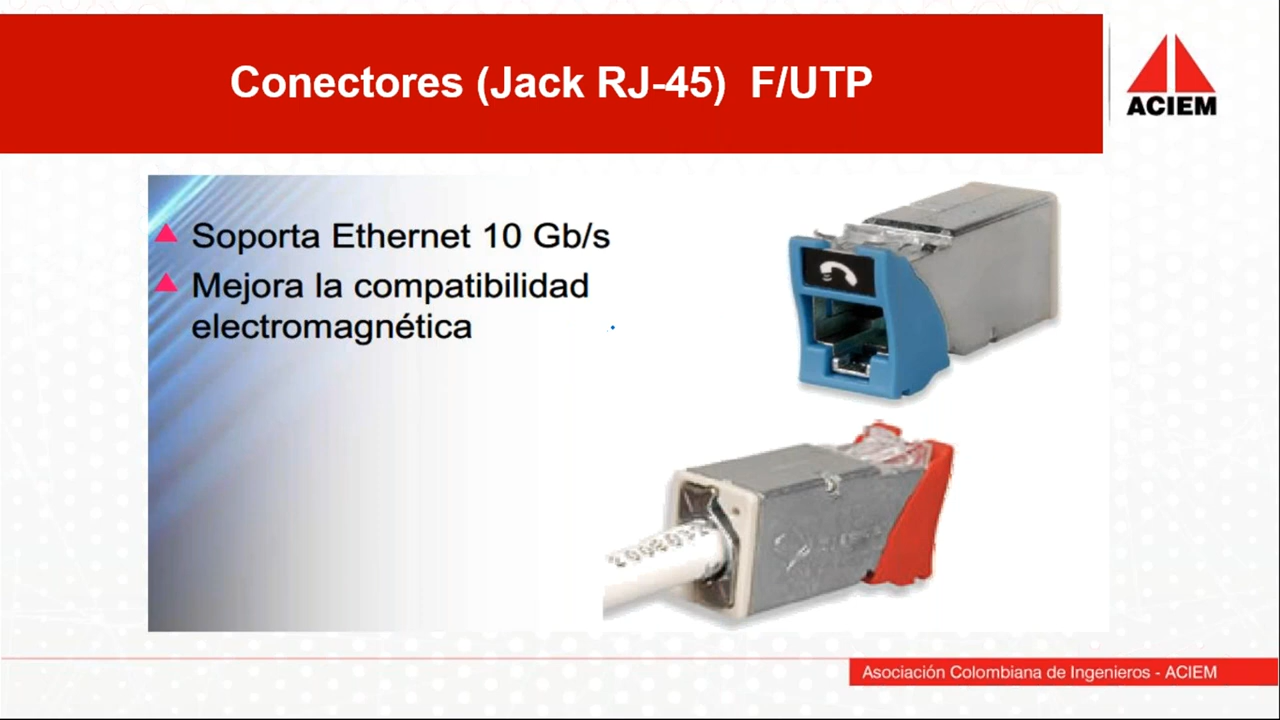 Conectores (Jack RJ-45) F/UTP
ACIEM
Soporta Ethernet 10 Gb/s
Mejora la compatibilidad
electromagnética
Asociación Colombiana de Ingenieros - ACIEM